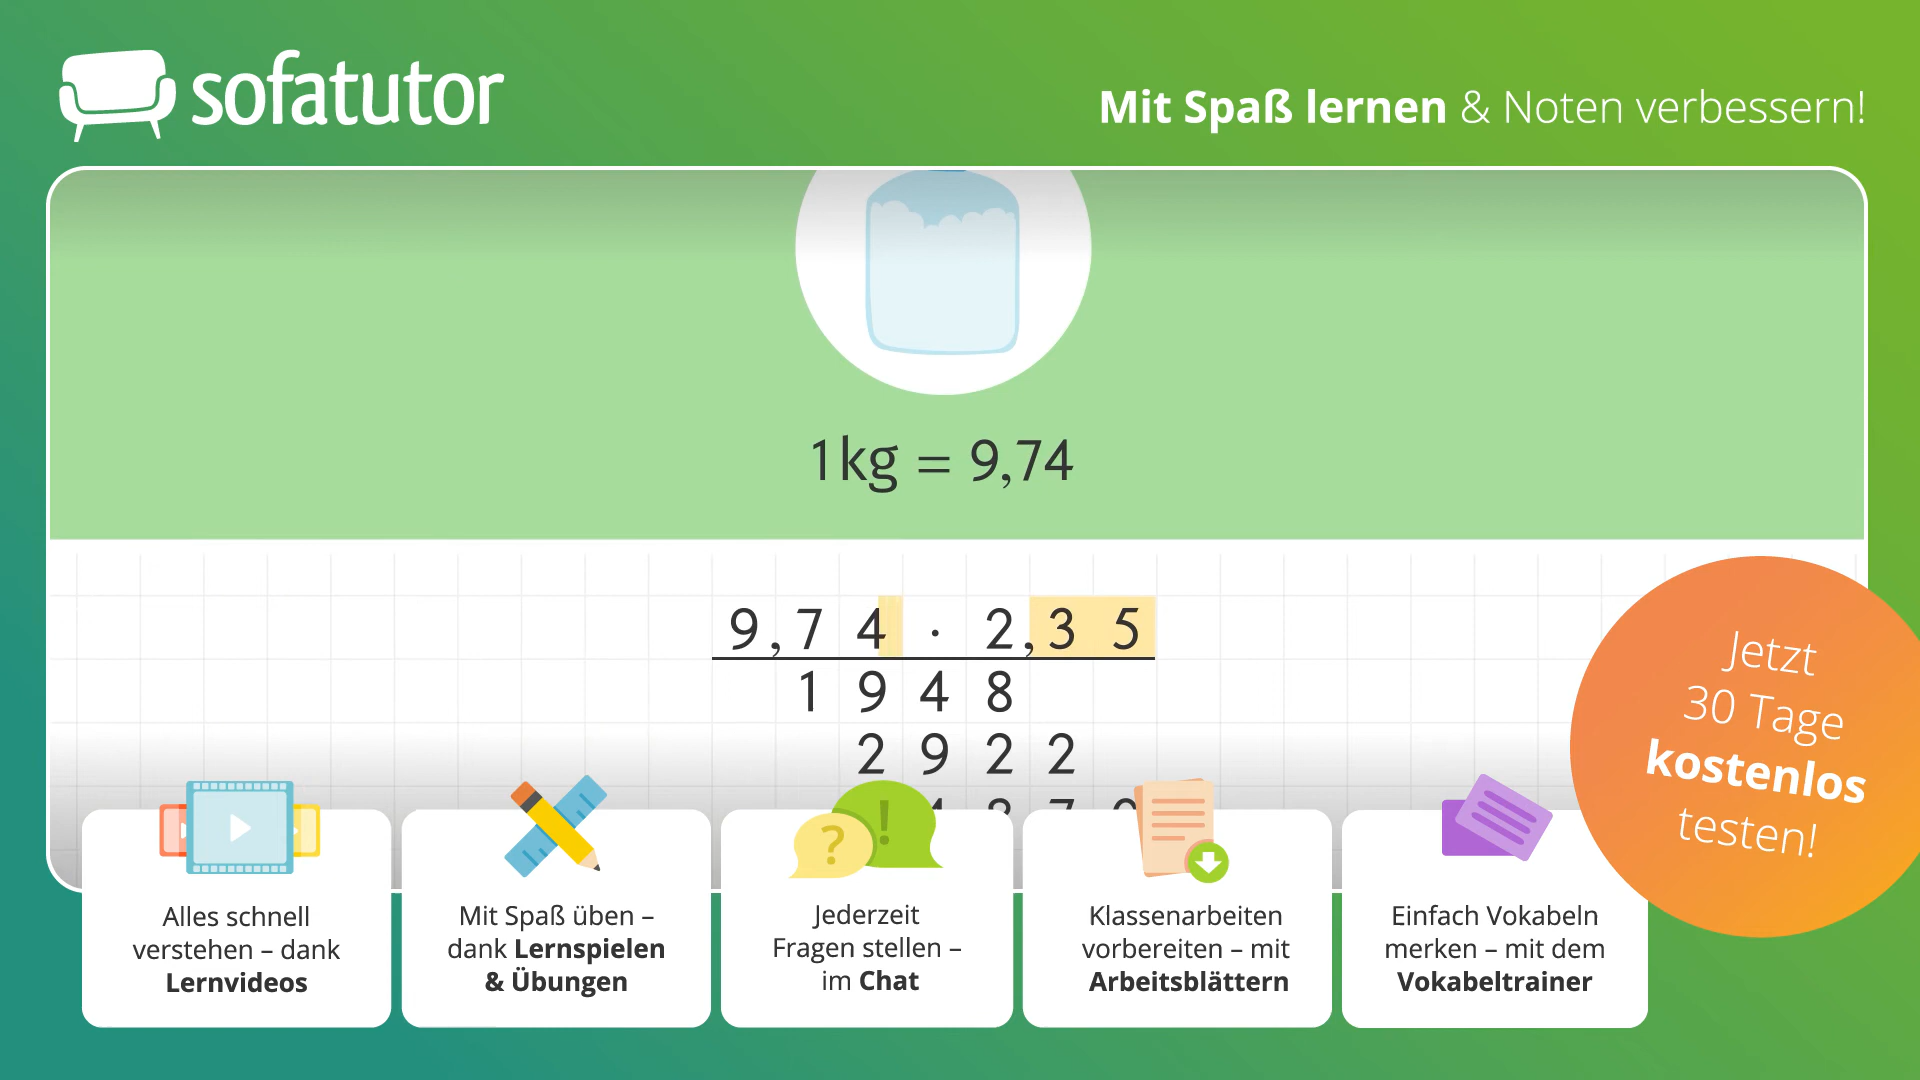 sofatutor
Mit Spaß lernen & Noten verbessern!
1kg = 9,74
9,74 · 2,35
1948
2922
Jetzt
30 Tage
kostenlos
testen!
?
!
Alles schnell
verstehen – dank
Lernvideos
Mit Spaß üben –
dank Lernspielen
& Übungen
Jederzeit
Fragen stellen –
im Chat
Klassenarbeiten
vorbereiten – mit
Arbeitsblättern
Einfach Vokabeln
merken – mit dem
Vokabeltrainer